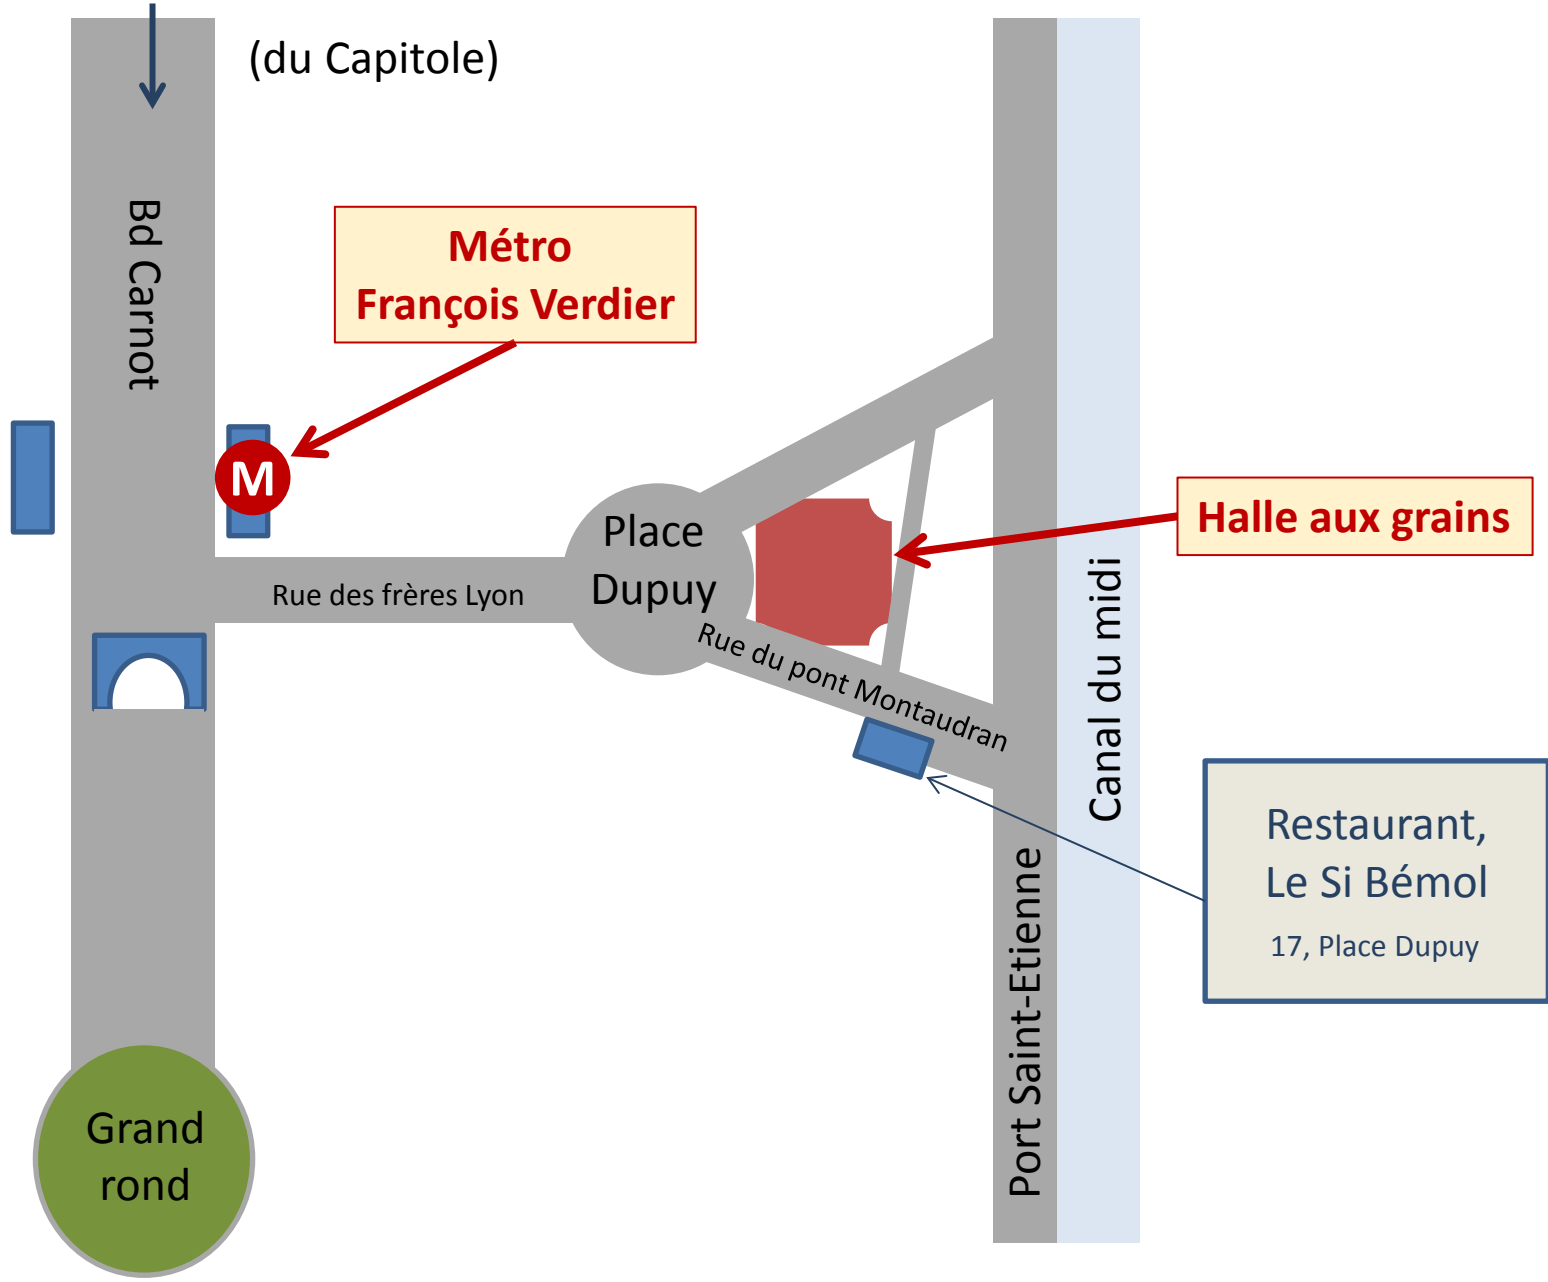 (du Capitole)
Bd Carnot
Métro
François Verdier
M
Place
Dupuy
Halle aux grains
Rue des frères Lyon
Rue du pont Montaudran
Canal du midi
Restaurant,
Le Si Bémol
17, Place Dupuy
Port Saint-Etienne
Grand
rond